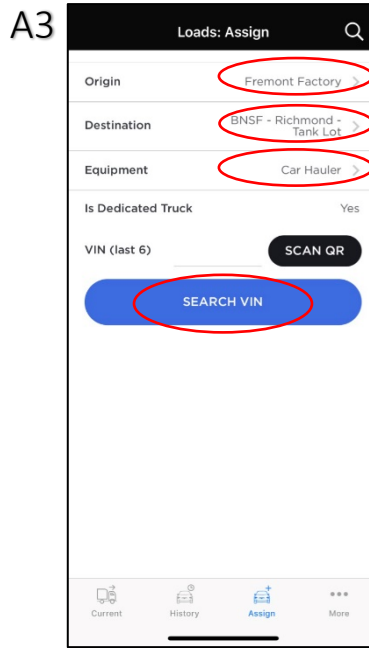 A3
Loads: Assign
Origin Fremont Factory
Destination BNSF - Richmond -
Tank Lot
Equipment Car Hauler
Is Dedicated Truck Yes
VIN (last 6) SCAN QR
SEARCH VIN
Current History Assign More